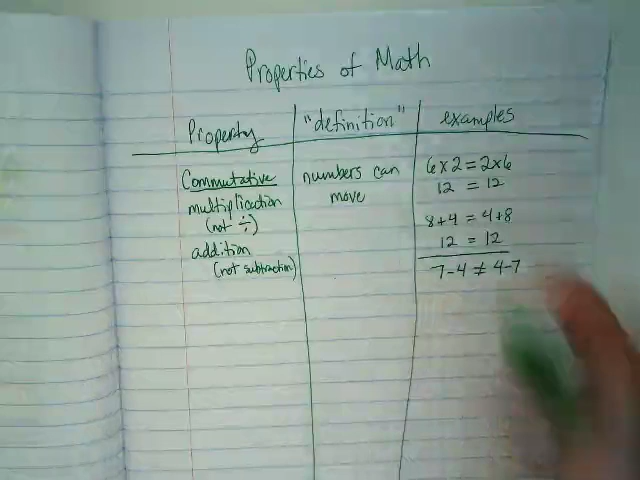 Properties of Math
Property "definition" examples
Commutative numbers can move 6x2 = 2x6
multiplication 12 = 12
(not ÷) 8+4 = 4+8
addition 12 = 12
(not subtraction) 7-4 ≠ 4-7